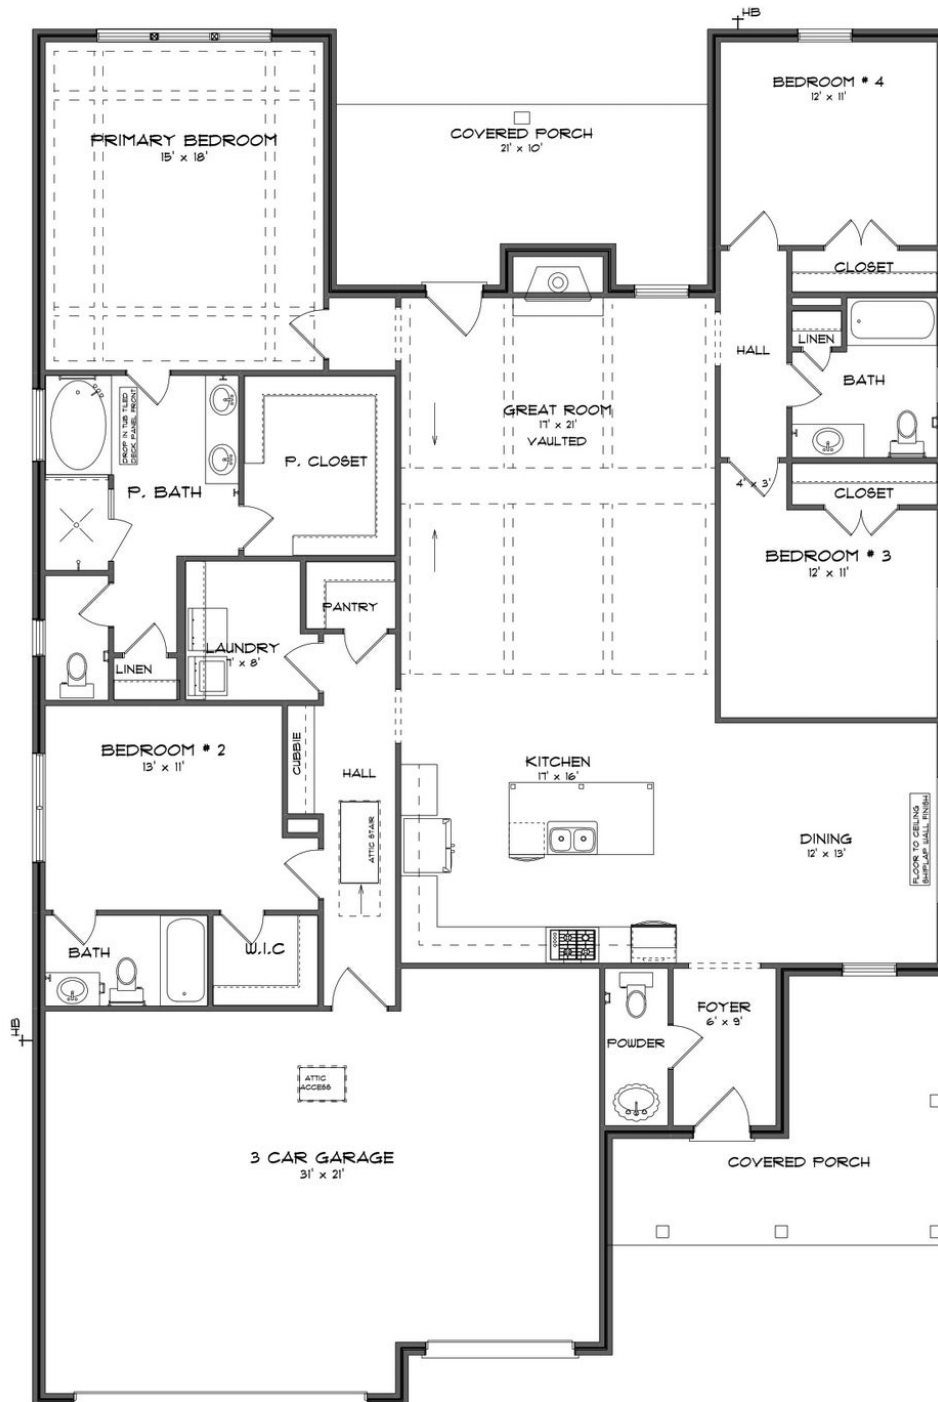 HB
BEDROOM # 4
12' x 11'
PRIMARY BEDROOM
15' x 18'
COVERED PORCH
21' x 10'
CLOSET
LINEN
HALL
BATH
DROP IN TUB TILED
DECK PANEL FRONT
GREAT ROOM
17' x 21'
VAULTED
P. CLOSET
P. BATH
4' x 3'
CLOSET
BEDROOM # 3
12' x 11'
PANTRY
LAUNDRY
7' x 8'
LINEN
BEDROOM # 2
13' x 11'
CUBBIE
HALL
KITCHEN
17' x 16'
ATTIC STAIR
DINING
12' x 13'
FLOOR TO CEILING
SHIPLAP WALL FINISH
BATH
W.I.C
FOYER
6' x 9'
HB
POWDER
ATTIC
ACCESS
3 CAR GARAGE
31' x 21'
COVERED PORCH